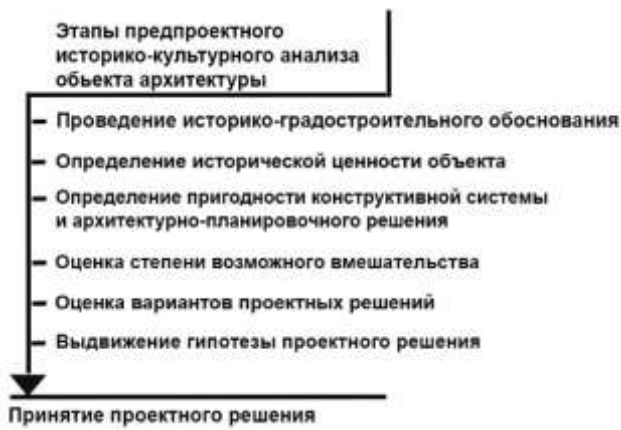 Этапы предпроектного
историко-культурного анализа
обьекта архитектуры
Проведение историко-градостроительного обоснования
Определение исторической ценности объекта
Определение пригодности конструктивной системы
и архитектурно-планировочного решения
Оценка степени возможного вмешательства
Оценка вариантов проектных решений
Выдвижение гипотезы проектного решения
Принятие проектного решения